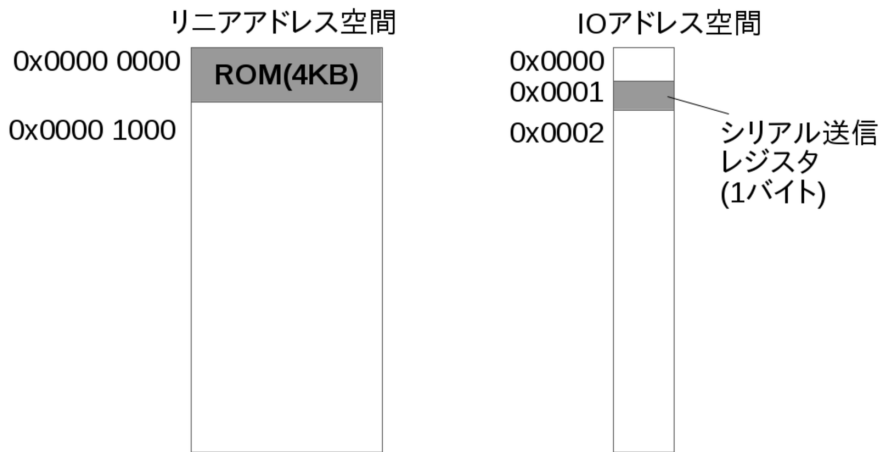 リニアアドレス空間
0x0000 0000
ROM(4KB)
0x0000 1000
IOアドレス空間
0x0000
0x0001
0x0002
シリアル送信
レジスタ
(1バイト)